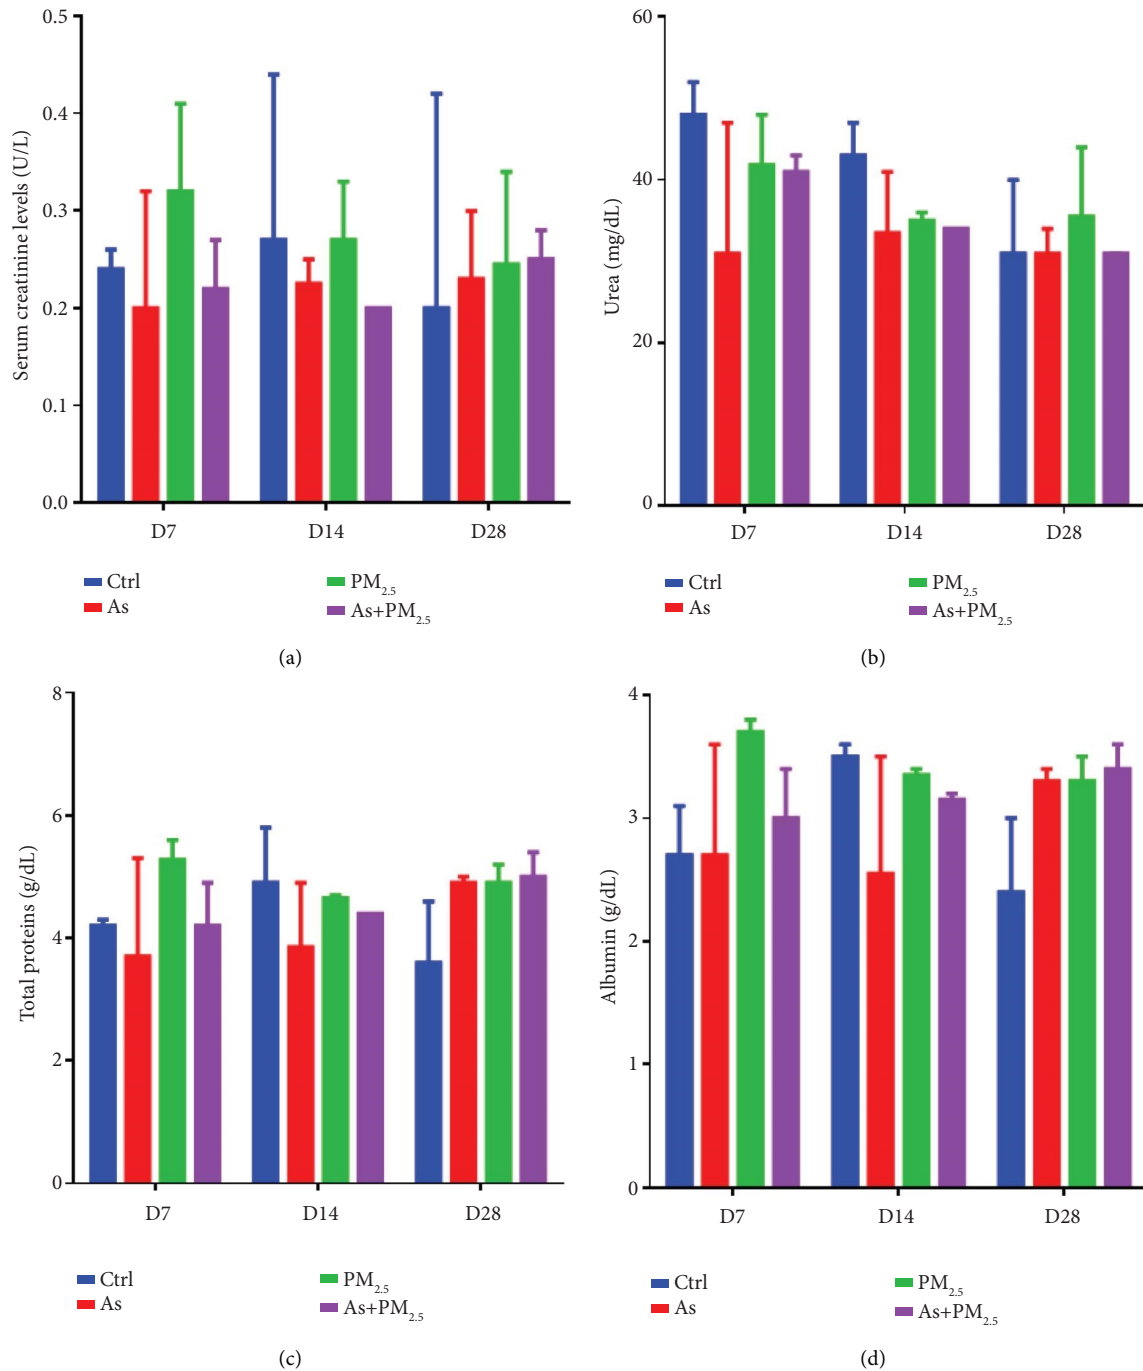 0.5
0.4
0.3
0.2
0.1
0.0
Serum creatinine levels (U/L)
D7 D14 D28
Ctrl PM2.5
As As+PM2.5
(a)
60
40
20
0
Urea (mg/dL)
D7 D14 D28
Ctrl PM2.5
As As+PM2.5
(b)
8
6
4
2
0
Total proteins (g/dL)
D7 D14 D28
Ctrl PM2.5
As As+PM2.5
(c)
4
3
2
1
0
Albumin (g/dL)
D7 D14 D28
Ctrl PM2.5
As As+PM2.5
(d)